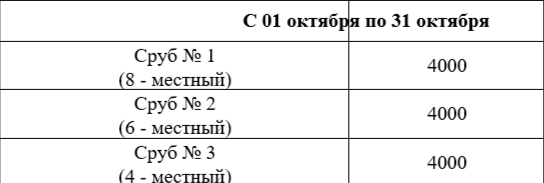 С 01 октября по 31 октября
Сруб № 1
(8 - местный)
4000
Сруб № 2
(6 - местный)
4000
Сруб № 3
(4 - местный)
4000